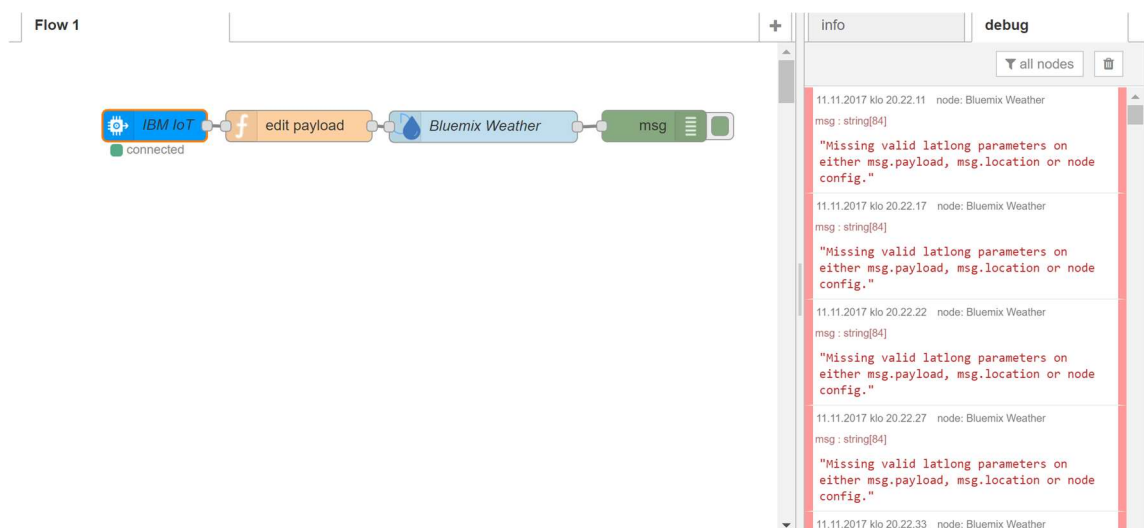 Flow 1
+
info
debug
all nodes
IBM IoT
edit payload
Bluemix Weather
msg
connected
11.11.2017 klo 20.22.11 node: Bluemix Weather
msg : string[84]
"Missing valid latlong parameters on
either msg.payload, msg.location or node
config."
11.11.2017 klo 20.22.17 node: Bluemix Weather
msg : string[84]
"Missing valid latlong parameters on
either msg.payload, msg.location or node
config."
11.11.2017 klo 20.22.22 node: Bluemix Weather
msg : string[84]
"Missing valid latlong parameters on
either msg.payload, msg.location or node
config."
11.11.2017 klo 20.22.27 node: Bluemix Weather
msg : string[84]
"Missing valid latlong parameters on
either msg.payload, msg.location or node
config."
11.11.2017 klo 20.22.33 node: Bluemix Weather